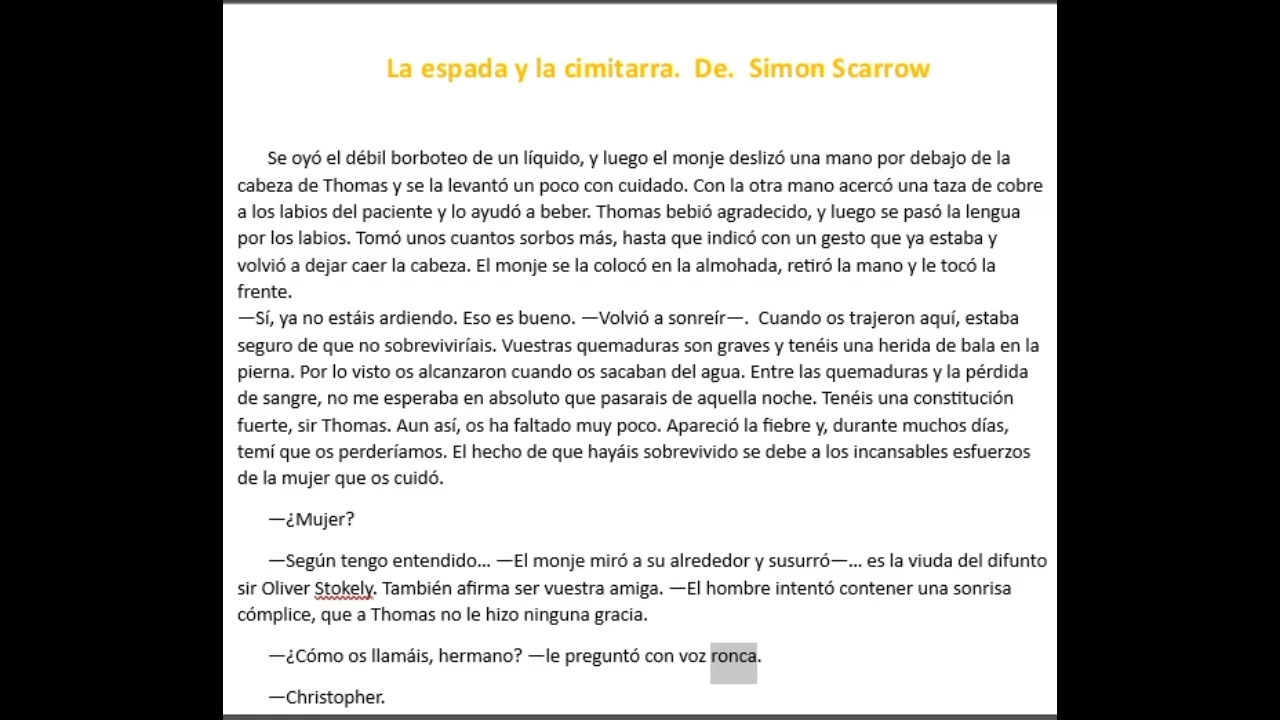 La espada y la cimitarra.  De.  Simon Scarrow
Se oyó el débil borboteo de un líquido, y luego el monje deslizó una mano por debajo de la
cabeza de Thomas y se la levantó un poco con cuidado. Con la otra mano acercó una taza de cobre
a los labios del paciente y lo ayudó a beber. Thomas bebió agradecido, y luego se pasó la lengua
por los labios. Tomó unos cuantos sorbos más, hasta que indicó con un gesto que ya estaba y
volvió a dejar caer la cabeza. El monje se la colocó en la almohada, retiró la mano y le tocó la
frente.
—Sí, ya no estáis ardiendo. Eso es bueno. —Volvió a sonreír—.  Cuando os trajeron aquí, estaba
seguro de que no sobreviviríais. Vuestras quemaduras son graves y tenéis una herida de bala en la
pierna. Por lo visto os alcanzaron cuando os sacaban del agua. Entre las quemaduras y la pérdida
de sangre, no me esperaba en absoluto que pasarais de aquella noche. Tenéis una constitución
fuerte, sir Thomas. Aun así, os ha faltado muy poco. Apareció la fiebre y, durante muchos días,
temí que os perderíamos. El hecho de que hayáis sobrevivido se debe a los incansables esfuerzos
de la mujer que os cuidó.
—¿Mujer?
—Según tengo entendido... —El monje miró a su alrededor y susurró—... es la viuda del difunto
sir Oliver Stokely. También afirma ser vuestra amiga. —El hombre intentó contener una sonrisa
cómplice, que a Thomas no le hizo ninguna gracia.
—¿Cómo os llamáis, hermano? —le preguntó con voz ronca.
—Christopher.